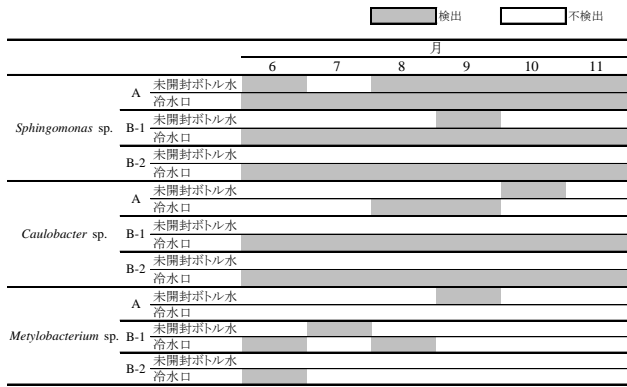 検出 不検出
月
6 7 8 9 10 11
Sphingomonas sp. A 未開封ボトル水
冷水口
B-1 未開封ボトル水
冷水口
B-2 未開封ボトル水
冷水口
Caulobacter sp. A 未開封ボトル水
冷水口
B-1 未開封ボトル水
冷水口
B-2 未開封ボトル水
冷水口
Metylobacterium sp. A 未開封ボトル水
冷水口
B-1 未開封ボトル水
冷水口
B-2 未開封ボトル水
冷水口